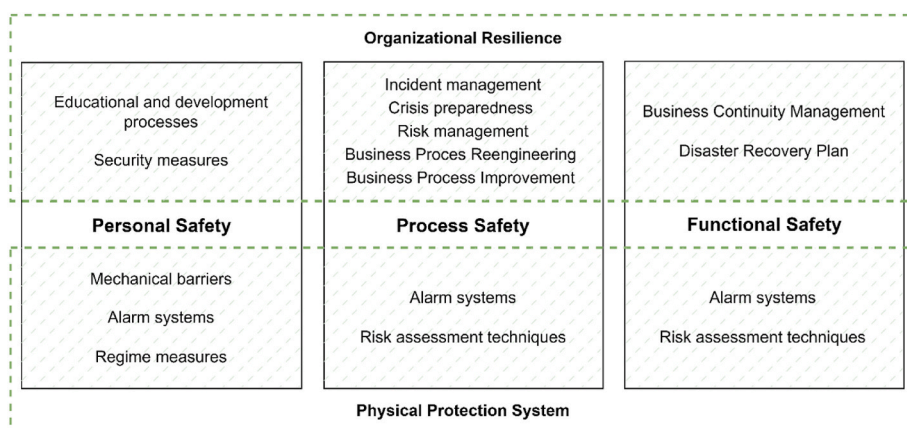 Organizational Resilience
Educational and development
processes
Security measures
Incident management
Crisis preparedness
Risk management
Business Proces Reengineering
Business Process Improvement
Business Continuity Management
Disaster Recovery Plan
Personal Safety
Process Safety
Functional Safety
Mechanical barriers
Alarm systems
Regime measures
Alarm systems
Risk assessment techniques
Alarm systems
Risk assessment techniques
Physical Protection System